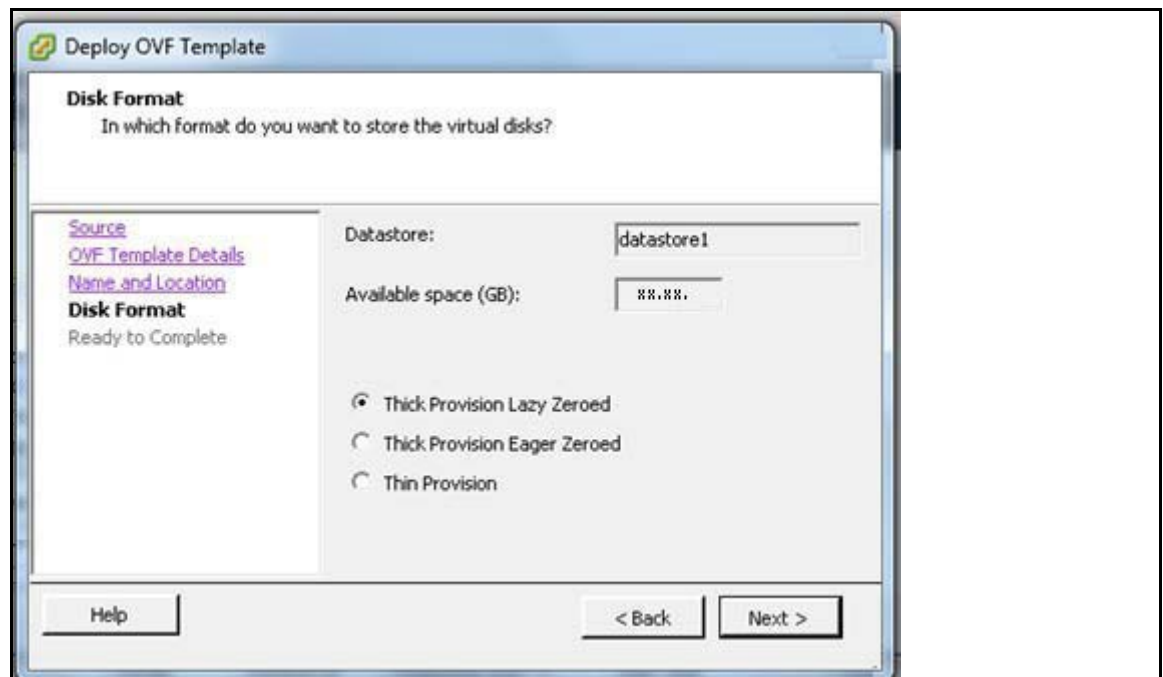 Deploy OVF Template
Disk Format
In which format do you want to store the virtual disks?
Source
OVF Template Details
Name and Location
Disk Format
Ready to Complete
Datastore: datastore1
Available space (GB): xx.xx.
Thick Provision Lazy Zeroed
Thick Provision Eager Zeroed
Thin Provision
Help < Back Next >